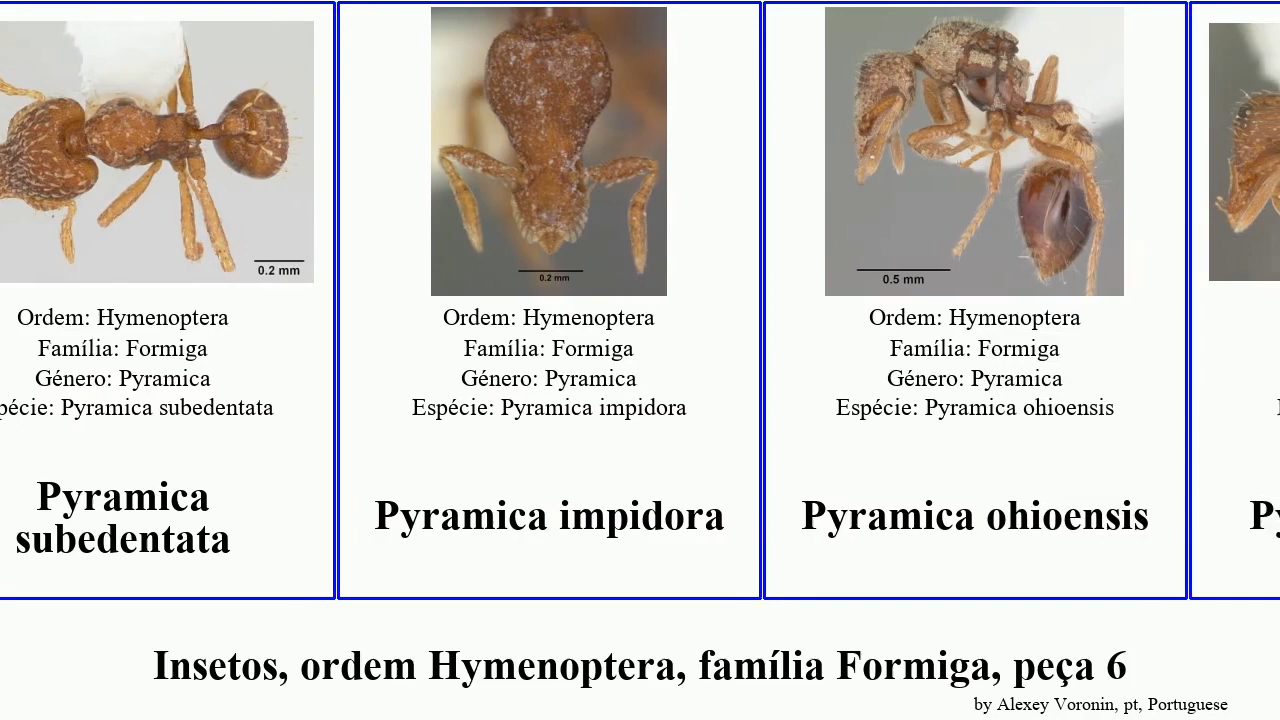 0.2 mm
Ordem: Hymenoptera
Família: Formiga
Género: Pyramica
pécie: Pyramica subedentata
Pyramica
subedentata
0.2 mm
Ordem: Hymenoptera
Família: Formiga
Género: Pyramica
Espécie: Pyramica impidora
Pyramica impidora
0.5 mm
Ordem: Hymenoptera
Família: Formiga
Género: Pyramica
Espécie: Pyramica ohioensis
Pyramica ohioensis
Insetos, ordem Hymenoptera, família Formiga, peça 6
by Alexey Voronin, pt, Portuguese